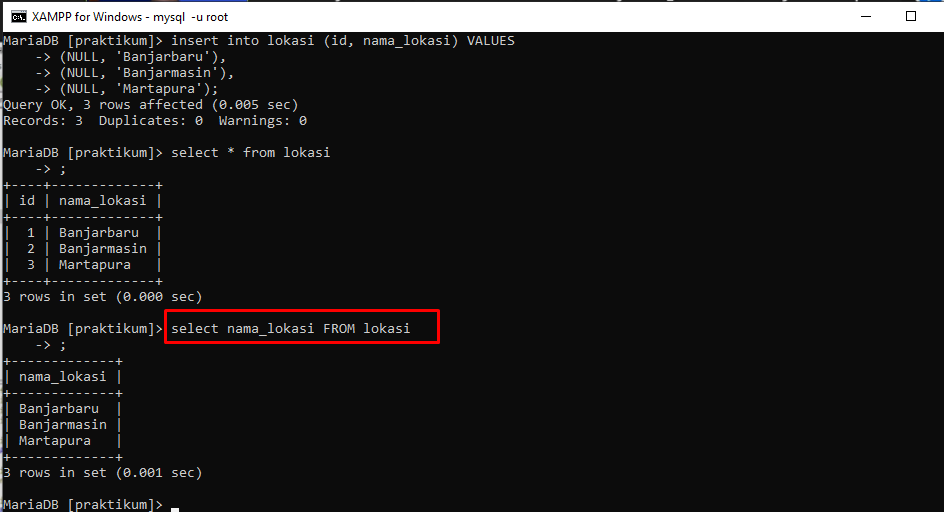 XAMPP for Windows - mysql  -u root
MariaDB [praktikum]> insert into lokasi (id, nama_lokasi) VALUES
    -> (NULL, 'Banjarbaru'),
    -> (NULL, 'Banjarmasin'),
    -> (NULL, 'Martapura');
Query OK, 3 rows affected (0.005 sec)
Records: 3  Duplicates: 0  Warnings: 0
MariaDB [praktikum]> select * from lokasi
    -> ;
+----+-------------+
| id | nama_lokasi |
+----+-------------+
|  1 | Banjarbaru  |
|  2 | Banjarmasin |
|  3 | Martapura   |
+----+-------------+
3 rows in set (0.000 sec)
MariaDB [praktikum]> select nama_lokasi FROM lokasi
    -> ;
+-------------+
| nama_lokasi |
+-------------+
| Banjarbaru  |
| Banjarmasin |
| Martapura   |
+-------------+
3 rows in set (0.001 sec)
MariaDB [praktikum]>